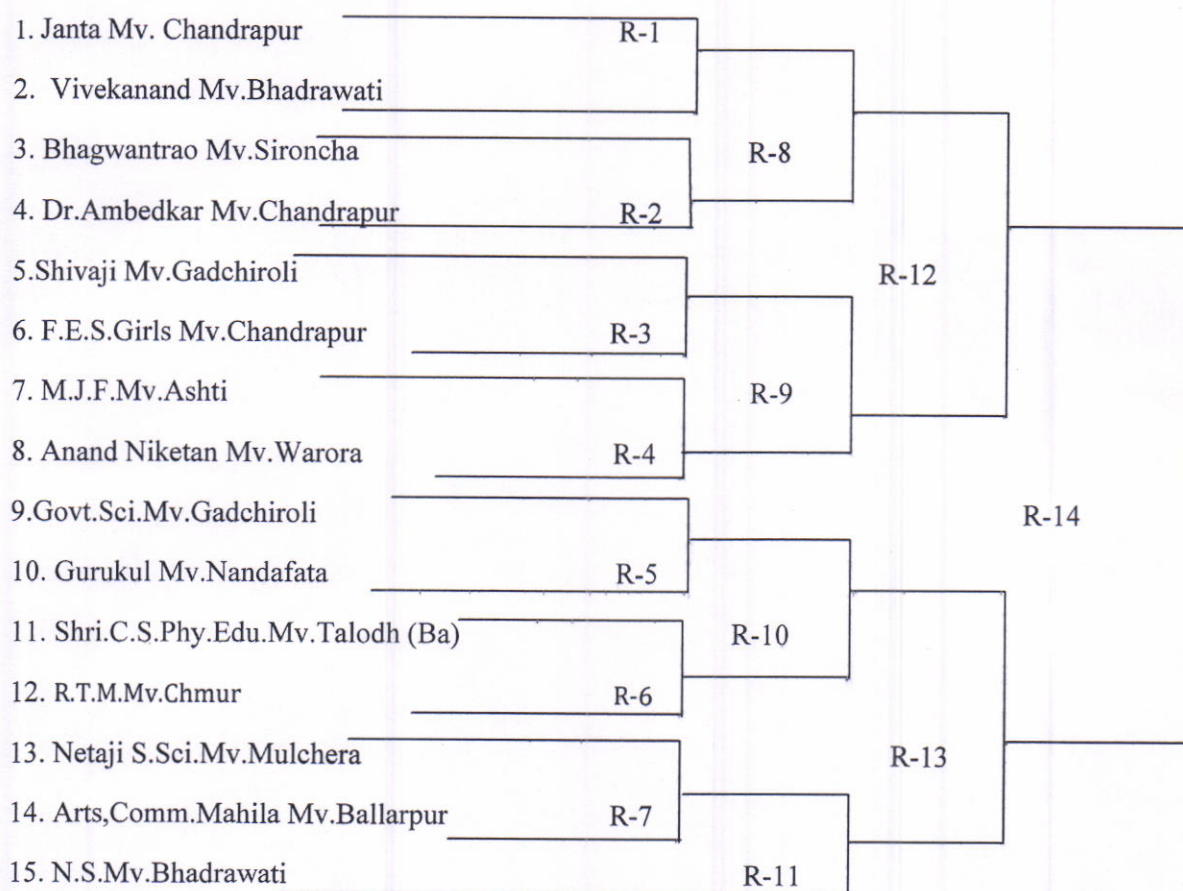 1. Janta Mv. Chandrapur R-1
2. Vivekanand Mv.Bhadrawati
3. Bhagwantrao Mv.Sironcha R-8
4. Dr.Ambedkar Mv.Chandrapur R-2
5.Shivaji Mv.Gadchiroli R-12
6. F.E.S.Girls Mv.Chandrapur R-3
7. M.J.F.Mv.Ashti R-9
8. Anand Niketan Mv.Warora R-4
9.Govt.Sci.Mv.Gadchiroli R-14
10. Gurukul Mv.Nandafata R-5
11. Shri.C.S.Phy.Edu.Mv.Talodh (Ba) R-10
12. R.T.M.Mv.Chmur R-6
13. Netaji S.Sci.Mv.Mulchera R-13
14. Arts,Comm.Mahila Mv.Ballarpur R-7
15. N.S.Mv.Bhadrawati R-11